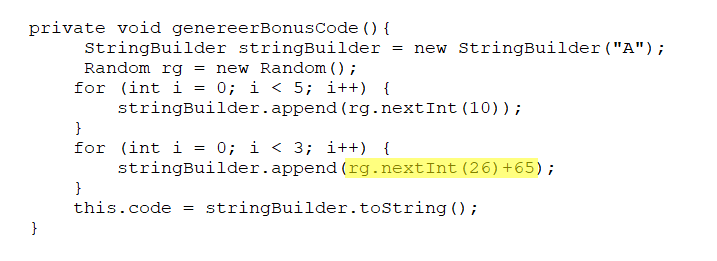 private void genereerBonusCode(){
StringBuilder stringBuilder = new StringBuilder("A");
Random rg = new Random();
for (int i = 0; i < 5; i++) {
stringBuilder.append(rg.nextInt(10));
}
for (int i = 0; i < 3; i++) {
stringBuilder.append(rg.nextInt(26)+65);
}
this.code = stringBuilder.toString();
}